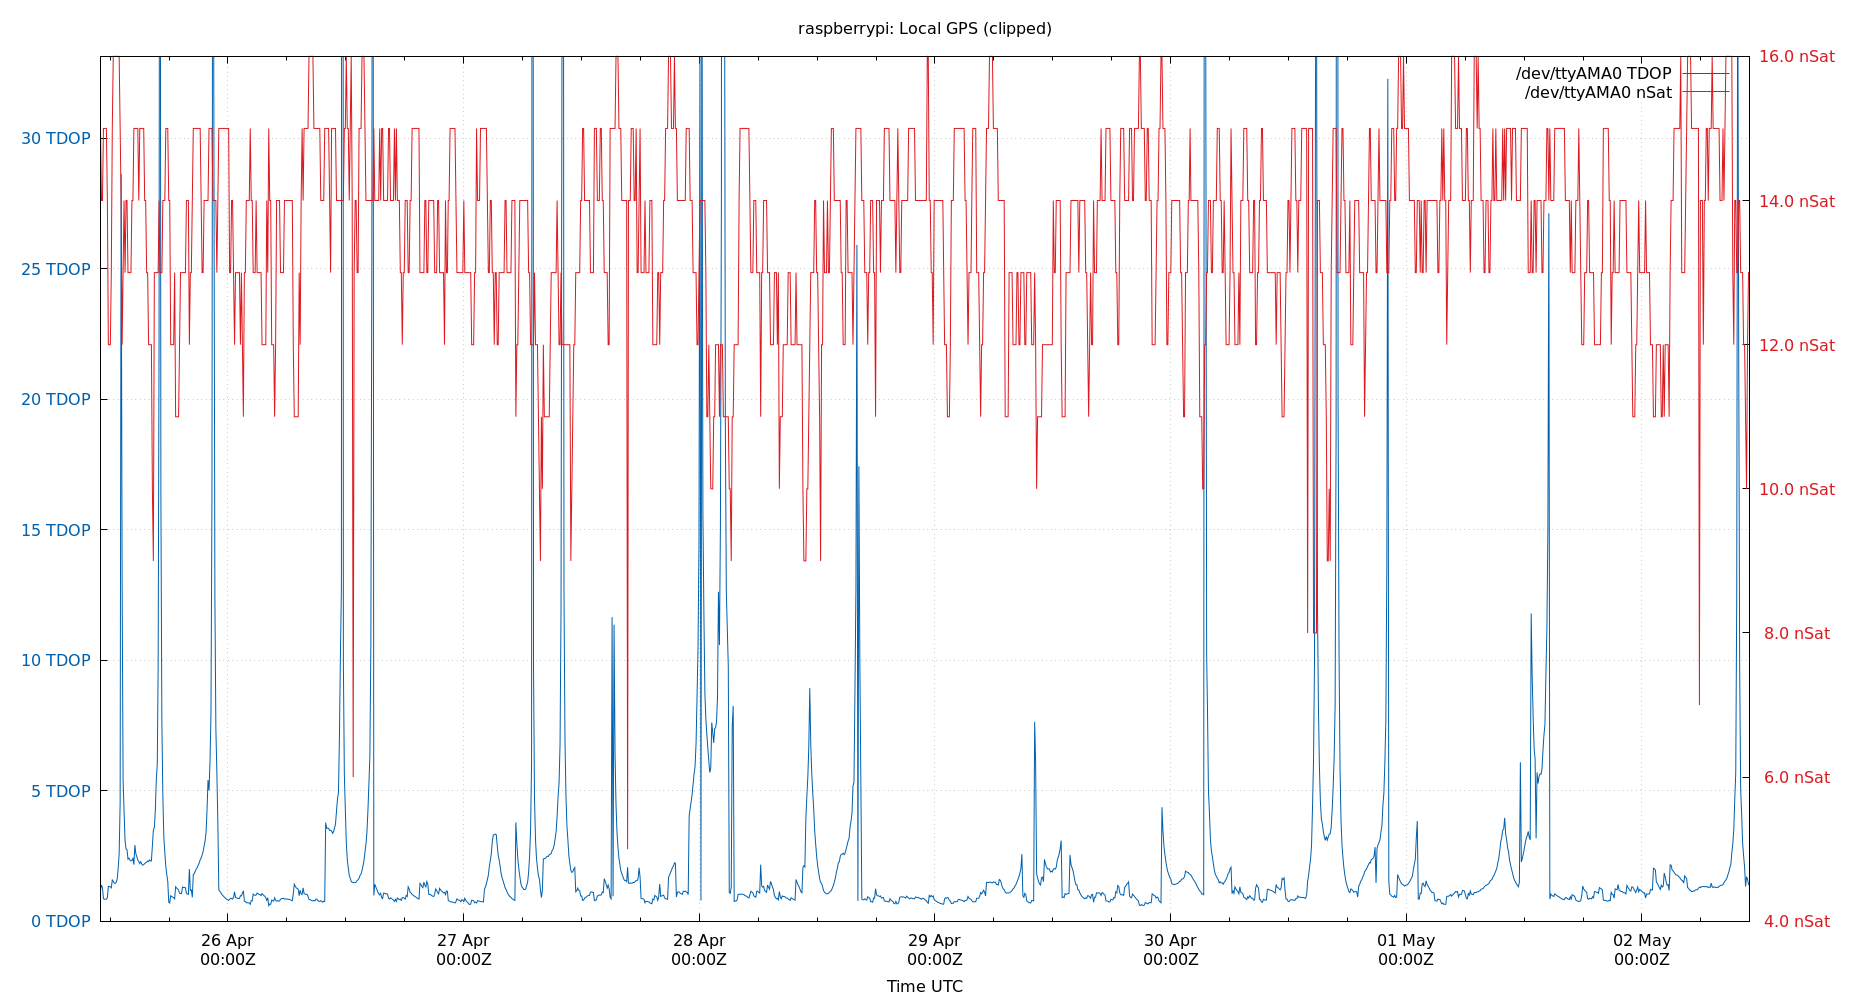 raspberrypi: Local GPS (clipped)
16.0 nSat
/dev/ttyAMA0 TDOP
/dev/ttyAMA0 nSat
30 TDOP
14.0 nSat
25 TDOP
12.0 nSat
20 TDOP
10.0 nSat
15 TDOP
8.0 nSat
10 TDOP
6.0 nSat
5 TDOP
0 TDOP
4.0 nSat
26 Apr 27 Apr 28 Apr 29 Apr 30 Apr 01 May 02 May
00:00Z 00:00Z 00:00Z 00:00Z 00:00Z 00:00Z 00:00Z
Time UTC